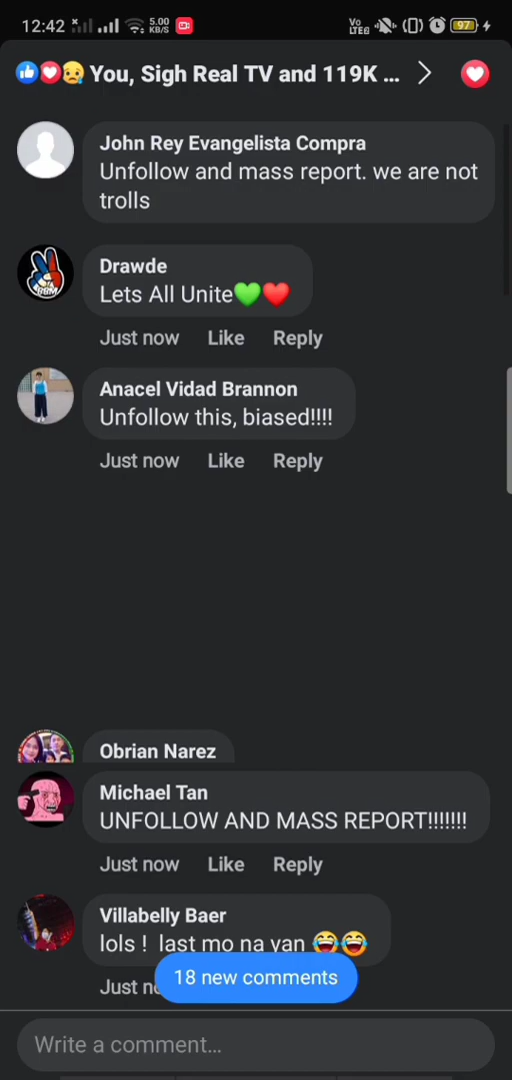 12:42
5.00
KB/S
Vo
LTE2
97
You, Sigh Real TV and 119K ...
John Rey Evangelista Compra
Unfollow and mass report. we are not
trolls
Drawde
Lets All Unite💚❤️
Just now Like Reply
Anacel Vidad Brannon
Unfollow this, biased!!!!
Just now Like Reply
Obrian Narez
Michael Tan
UNFOLLOW AND MASS REPORT!!!!!!!
Just now Like Reply
Villabelly Baer
lols ! last mo na yan 😂😂
Just
18 new comments
Write a comment...